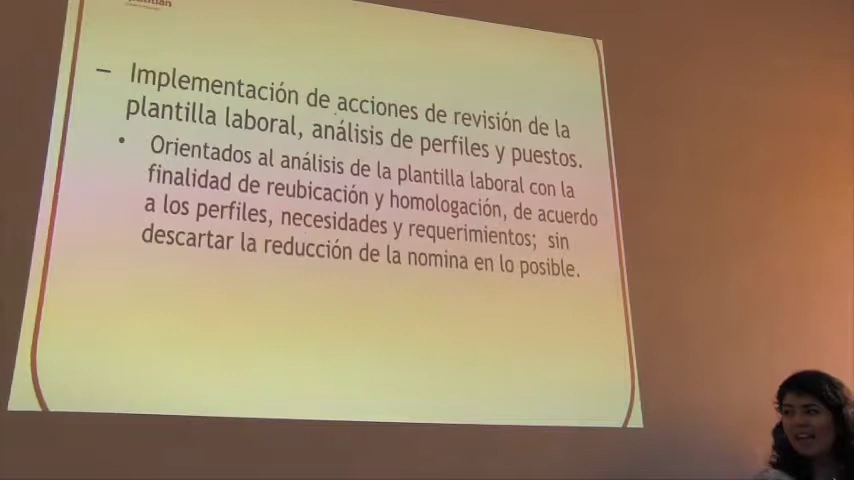 – Implementación de acciones de revisión de la
plantilla laboral, análisis de perfiles y puestos.
• Orientados al análisis de la plantilla laboral con la
finalidad de reubicación y homologación, de acuerdo
a los perfiles, necesidades y requerimientos; sin
descartar la reducción de la nomina en lo posible.